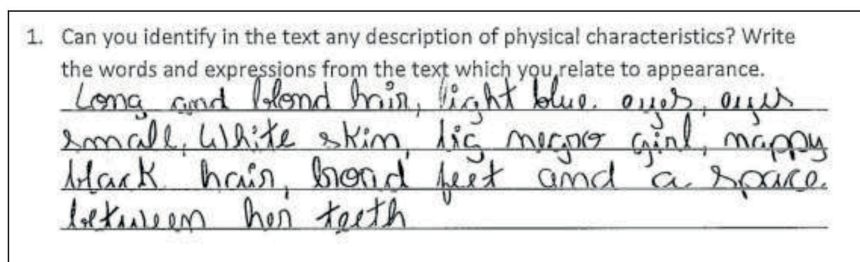 1. Can you identify in the text any description of physical characteristics? Write
the words and expressions from the text which you relate to appearance.
Long and blond hair, light blue. eyes, eyes
small, White skin, big negro girl, nappy
black hair, broad feet and a space
between her teeth